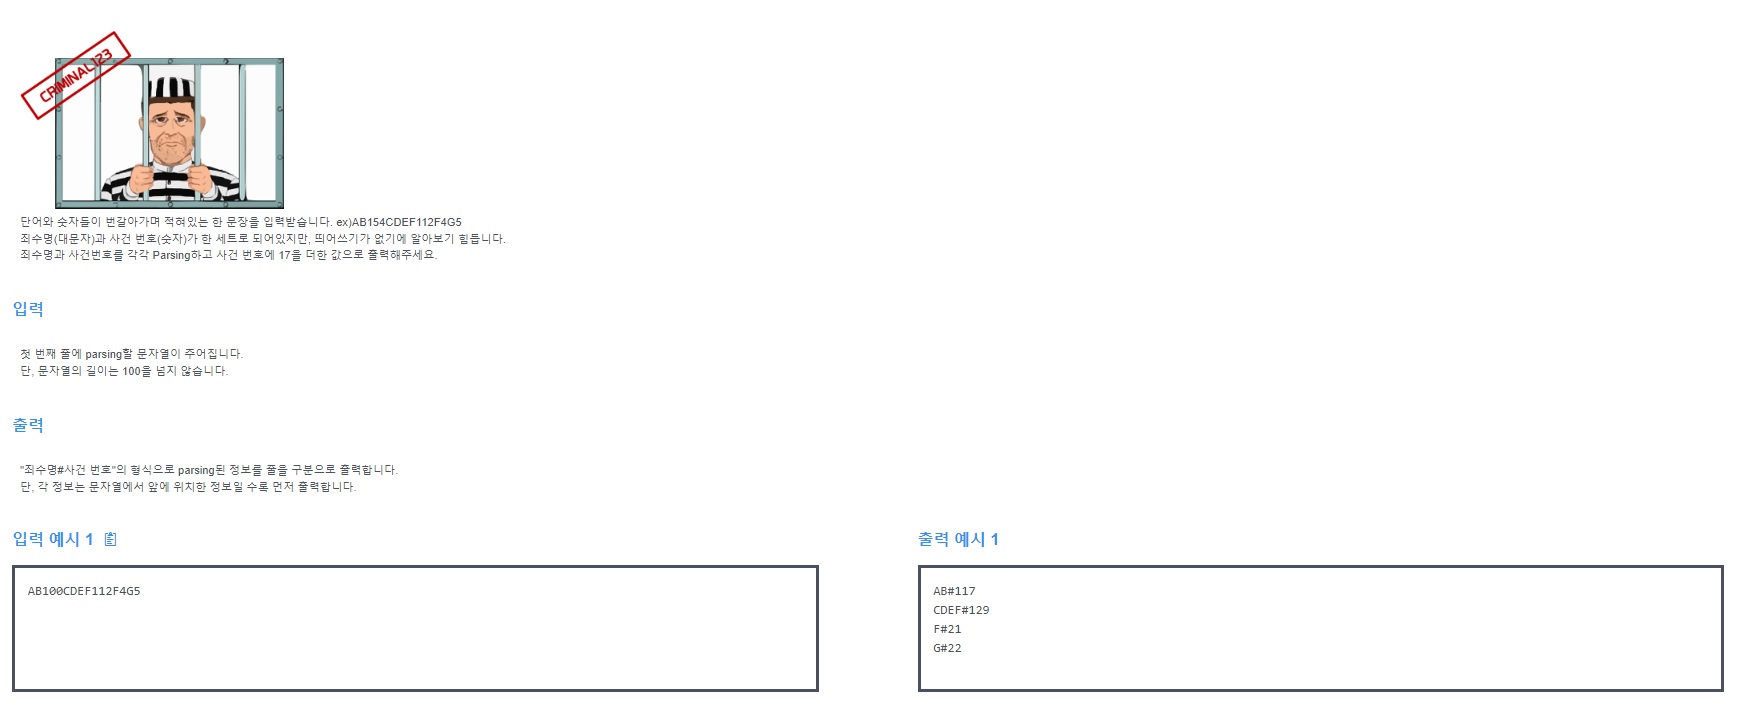 CRIMINAL123
단어와 숫자들이 번갈아가며 적혀있는 한 문장을 입력받습니다. ex)AB154CDEF112F4G5
죄수명(대문자)과 사건 번호(숫자)가 한 세트로 되어있지만, 띄어쓰기가 없기에 알아보기 힘듭니다.
죄수명과 사건번호를 각각 Parsing하고 사건 번호에 17을 더한 값으로 출력해주세요.
입력
첫 번째 줄에 parsing할 문자열이 주어집니다.
단, 문자열의 길이는 100을 넘지 않습니다.
출력
"죄수명#사건 번호"의 형식으로 parsing된 정보를 줄을 구분으로 출력합니다.
단, 각 정보는 문자열에서 앞에 위치한 정보일 수록 먼저 출력합니다.
입력 예시 1
AB100CDEF112F4G5
출력 예시 1
AB#117
CDEF#129
F#21
G#22